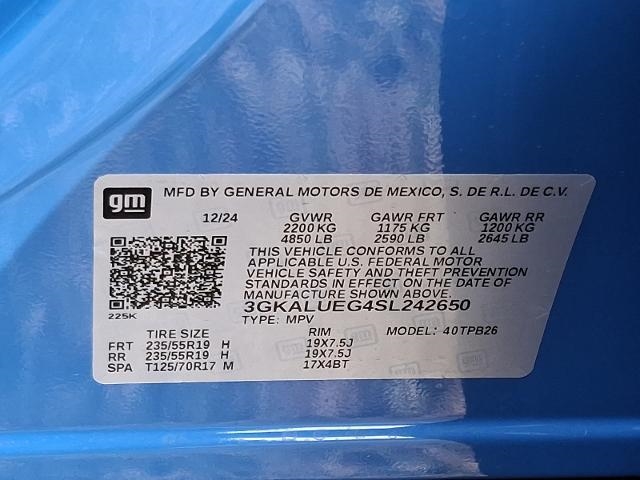 gm MFD BY GENERAL MOTORS DE MEXICO, S. DE R.L. DE C.V.
12/24 GVWR GAWR FRT GAWR RR
2200 KG 1175 KG 1200 KG
4850 LB 2590 LB 2645 LB
THIS VEHICLE CONFORMS TO ALL
APPLICABLE U.S. FEDERAL MOTOR
VEHICLE SAFETY AND THEFT PREVENTION
STANDARDS IN EFFECT ON THE DATE OF
MANUFACTURE SHOWN ABOVE.
3GKALUEG4SL242650
225K TYPE: MPV
TIRE SIZE RIM MODEL: 40TPB26
FRT 235/55R19 H 19X7.5J
RR 235/55R19 H 19X7.5J
SPA T125/70R17 M 17X4BT